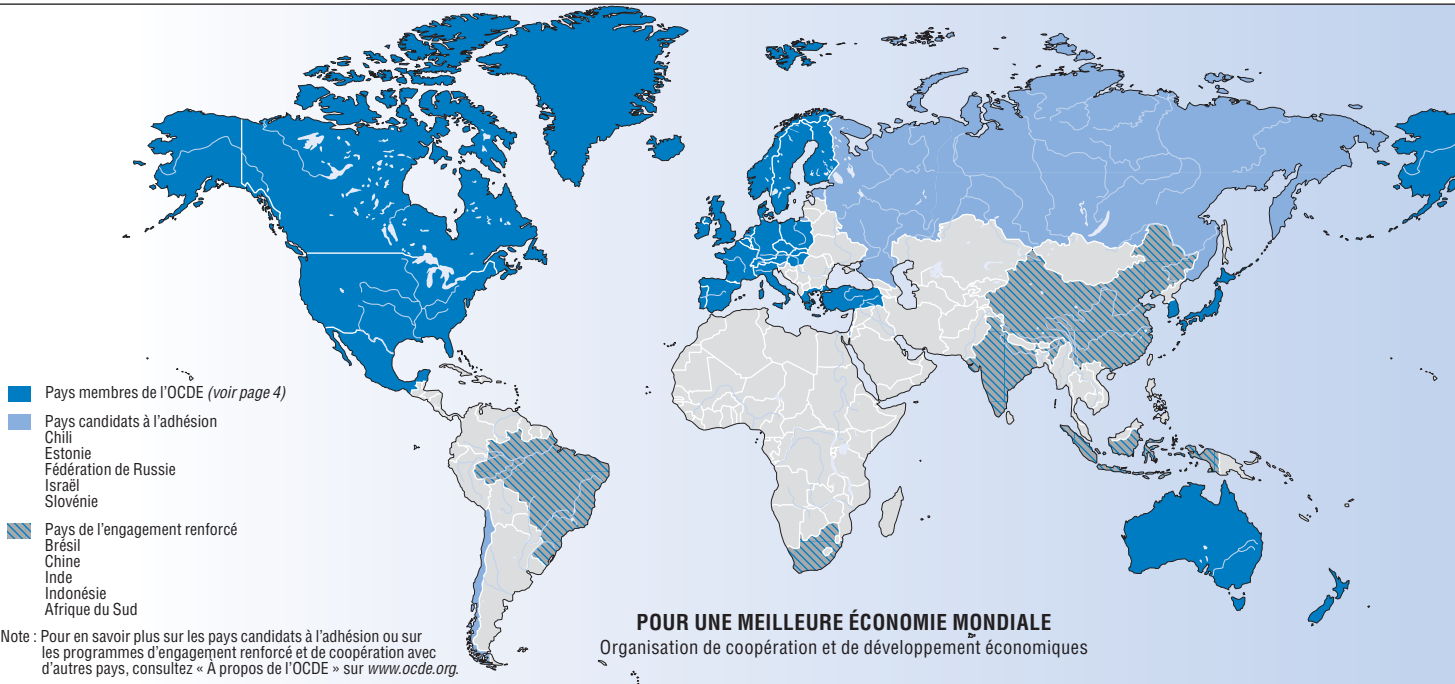 Pays membres de l'OCDE (voir page 4)
Pays candidats à l'adhésion
Chili
Estonie
Fédération de Russie
Israël
Slovénie
Pays de l'engagement renforcé
Brésil
Chine
Inde
Indonésie
Afrique du Sud
Note : Pour en savoir plus sur les pays candidats à l'adhésion ou sur
les programmes d'engagement renforcé et de coopération avec
d'autres pays, consultez « À propos de l'OCDE » sur www.ocde.org.
POUR UNE MEILLEURE ÉCONOMIE MONDIALE
Organisation de coopération et de développement économiques